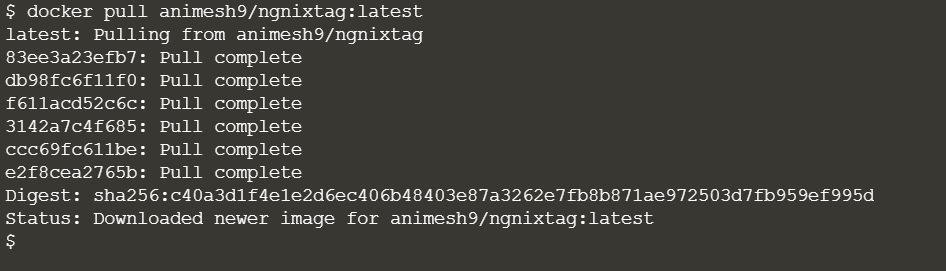 $ docker pull animesh9/ngnixtag:latest
latest: Pulling from animesh9/ngnixtag
83ee3a23efb7: Pull complete
db98fc6f11f0: Pull complete
f611acd52c6c: Pull complete
3142a7c4f685: Pull complete
ccc69fc611be: Pull complete
e2f8cea2765b: Pull complete
Digest: sha256:c40a3d1f4e1e2d6ec406b48403e87a3262e7fb8b871ae972503d7fb959ef995d
Status: Downloaded newer image for animesh9/ngnixtag:latest
$